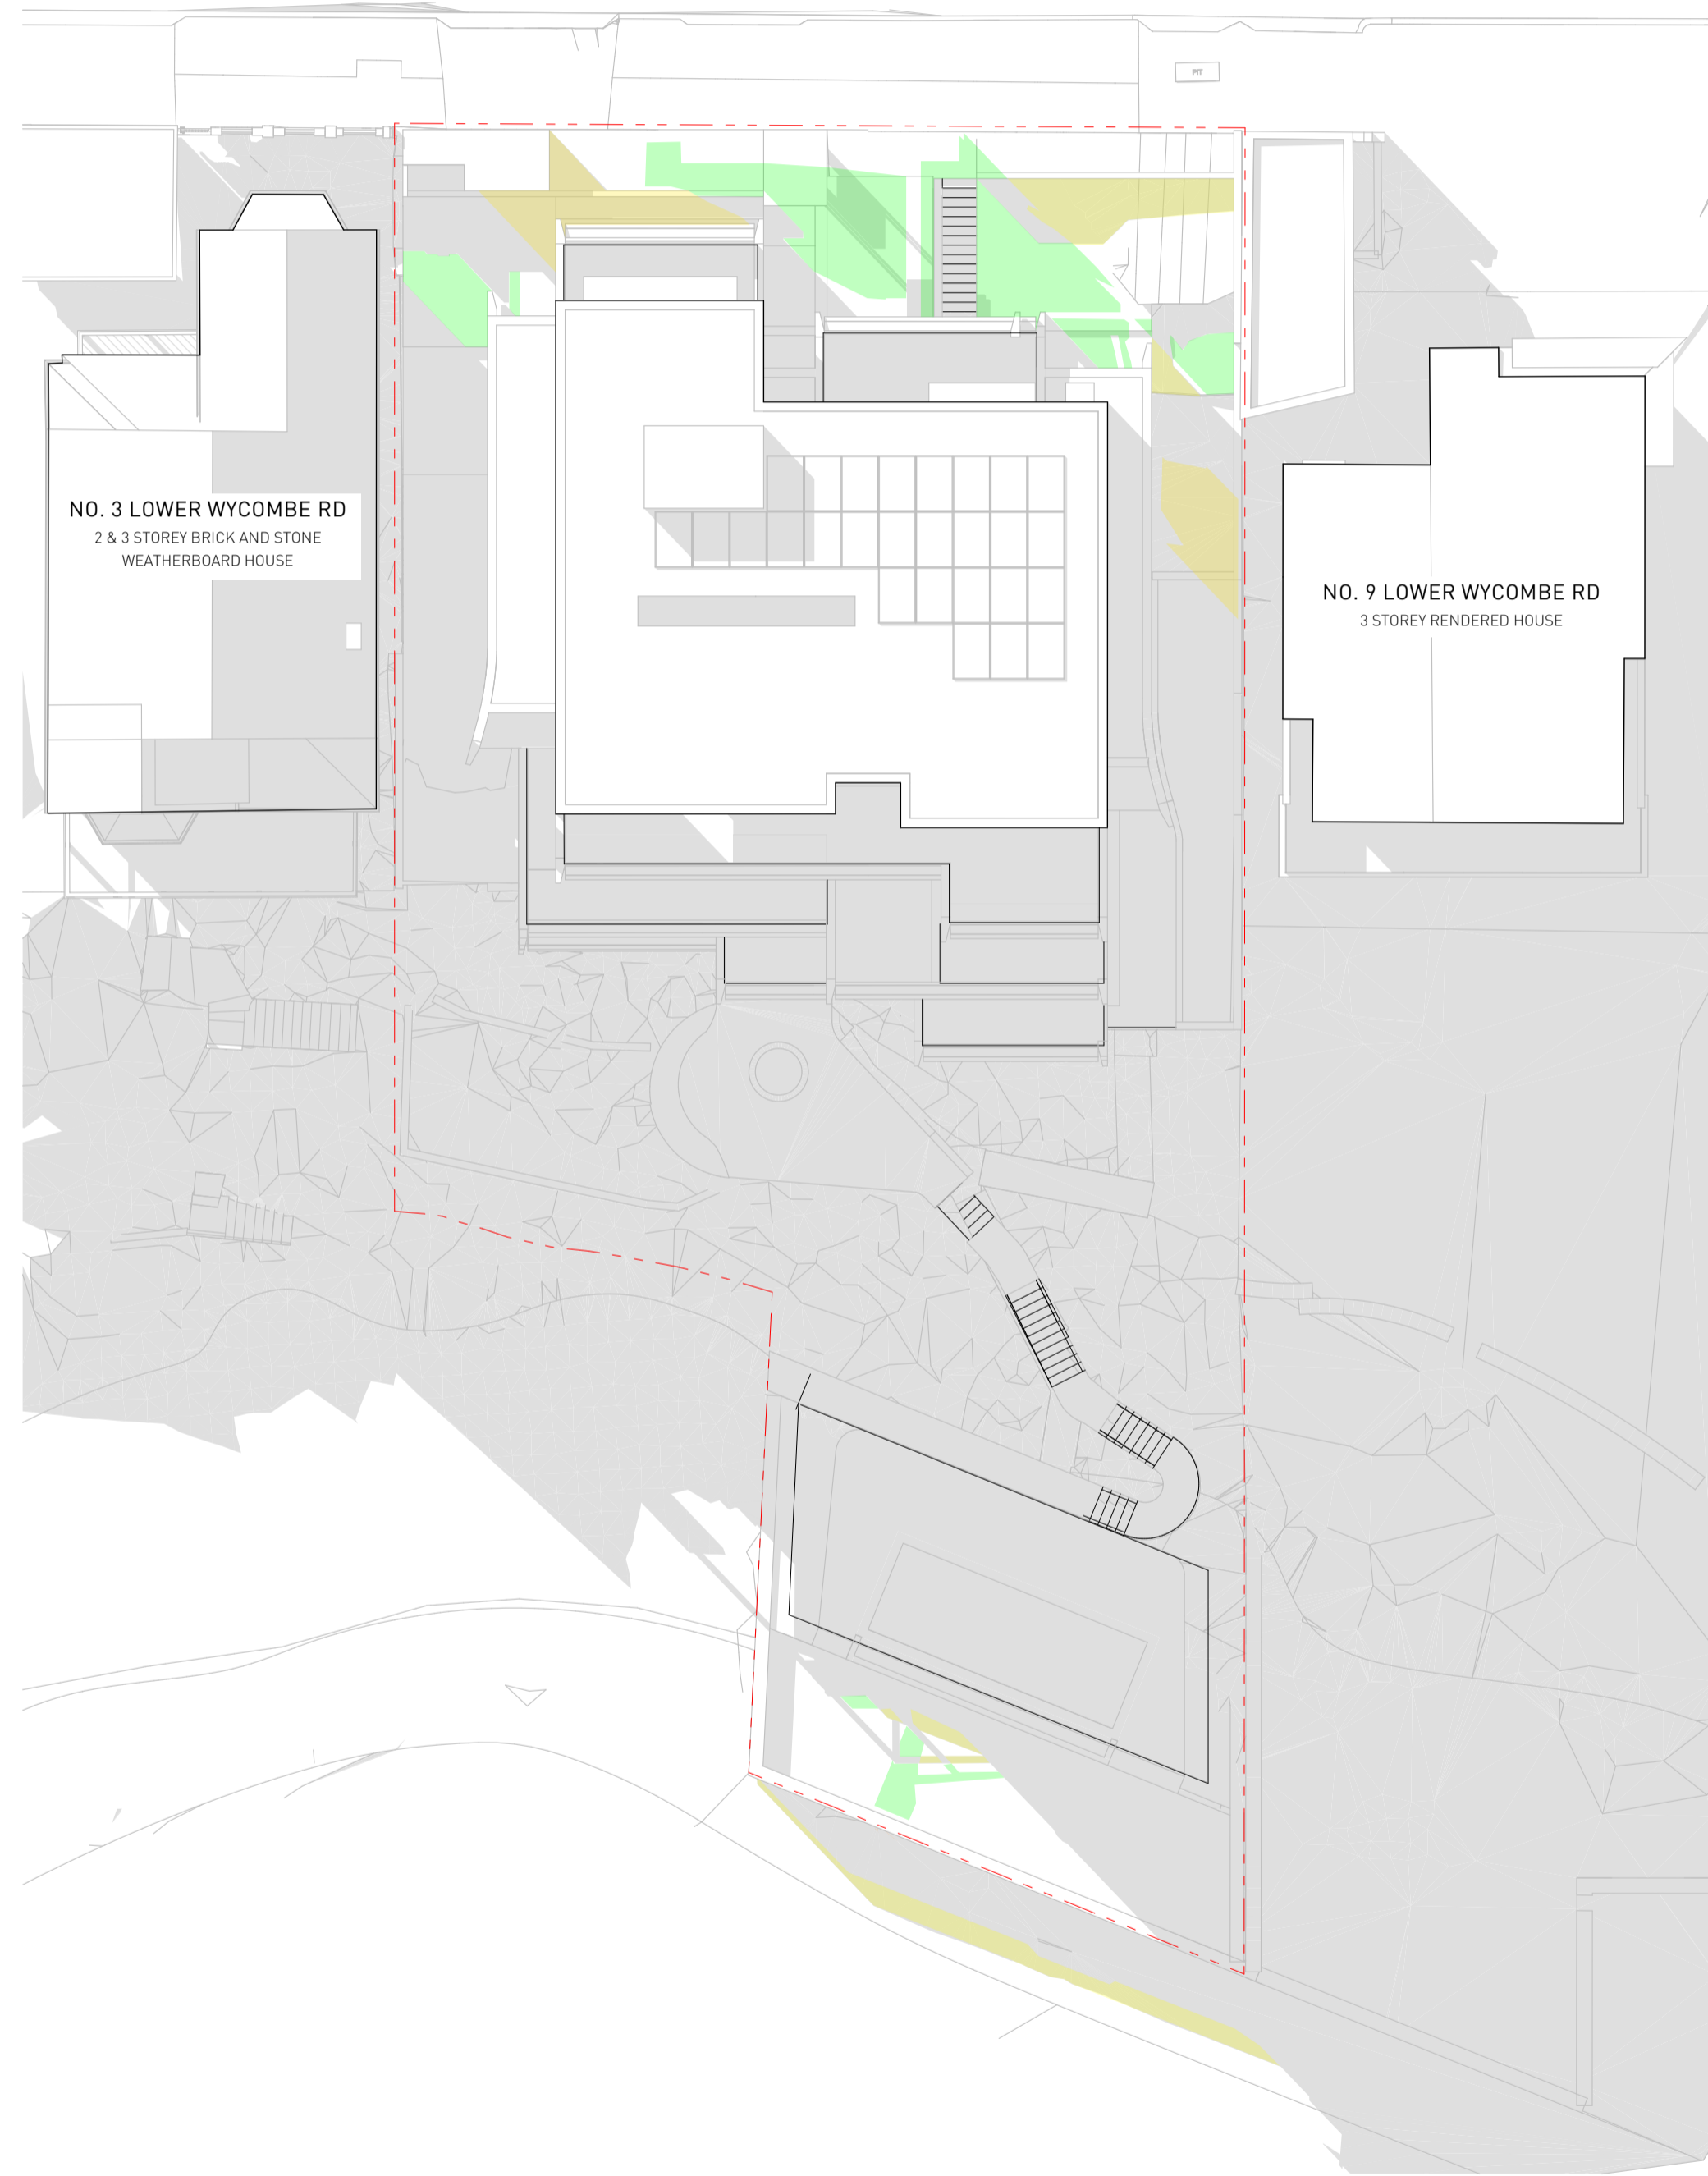 PIT
NO. 3 LOWER WYCOMBE RD
2 & 3 STOREY BRICK AND STONE
WEATHERBOARD HOUSE
NO. 9 LOWER WYCOMBE RD
3 STOREY RENDERED HOUSE